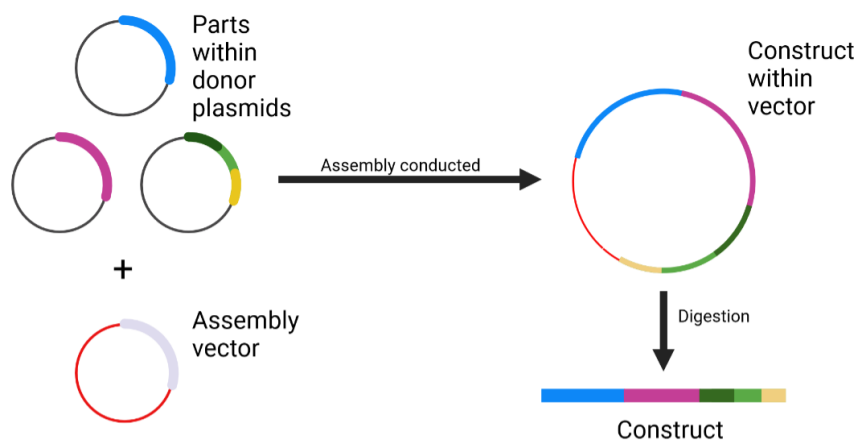 Parts
within
donor
plasmids
+
Assembly
vector
Assembly conducted
Construct
within
vector
Digestion
Construct